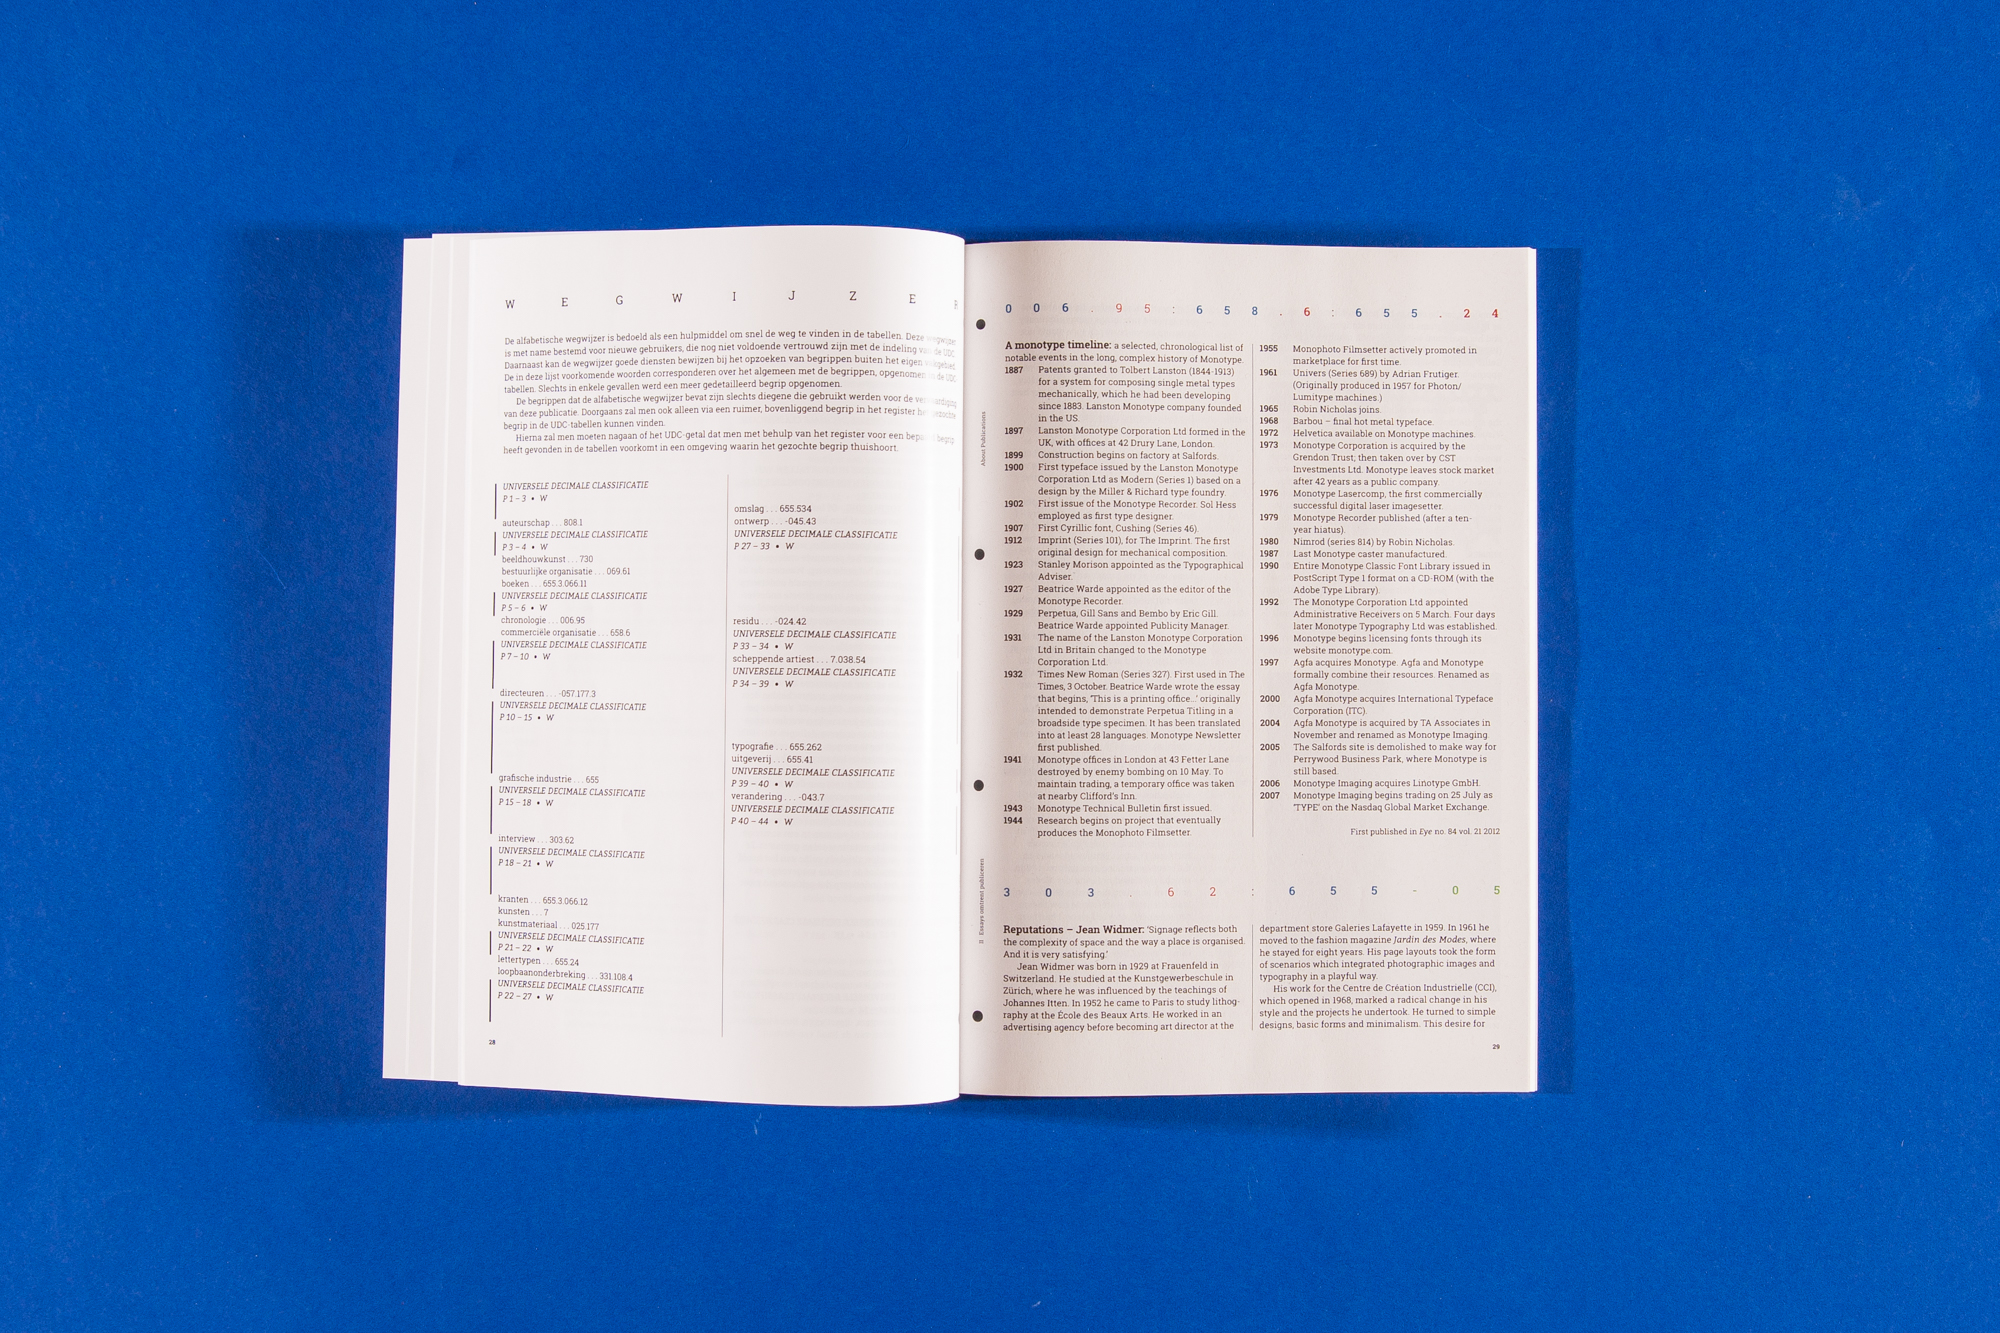 W E G W I J Z E R
De alfabetische wegwijzer is bedoeld als een hulpmiddel om snel de weg te vinden in de tabellen. Deze wegwijzer
is met name bestemd voor nieuwe gebruikers, die nog niet voldoende vertrouwd zijn met de indeling van de UDC.
Daarnaast kan de wegwijzer goede diensten bewijzen bij het opzoeken van begrippen buiten het eigen vakgebied.
De in deze lijst voorkomende woorden corresponderen over het algemeen met de begrippen, opgenomen in de UDC
tabellen. Slechts in enkele gevallen werd een meer gedetailleerd begrip opgenomen.
De begrippen dat de alfabetische wegwijzer bevat zijn slechts diegene die gebruikt werden voor de vervaardiging
van deze publicatie. Doorgaans zal men ook alleen via een ruimer, bovenliggend begrip in het register het gezochte
begrip in de UDC-tabellen kunnen vinden.
Hierna zal men moeten nagaan of het UDC-getal dat men met behulp van het register voor een bepaald begrip
heeft gevonden in de tabellen voorkomt in een omgeving waarin het gezochte begrip thuishoort.
UNIVERSELE DECIMALE CLASSIFICATIE
P 1 – 3 • W
auteurschap . . . 808.1
UNIVERSELE DECIMALE CLASSIFICATIE
P 3 – 4 • W
beeldhouwkunst . . . 730
bestuurlijke organisatie . . . 069.61
boeken . . . 655.3.066.11
UNIVERSELE DECIMALE CLASSIFICATIE
P 5 – 6 • W
chronologie . . . 006.95
commerciële organisatie . . . 658.6
UNIVERSELE DECIMALE CLASSIFICATIE
P 7 – 10 • W
directeuren . . . -057.177.3
UNIVERSELE DECIMALE CLASSIFICATIE
P 10 – 15 • W
grafische industrie . . . 655
UNIVERSELE DECIMALE CLASSIFICATIE
P 15 – 18 • W
interview . . . 303.62
UNIVERSELE DECIMALE CLASSIFICATIE
P 18 – 21 • W
kranten . . . 655.3.066.12
kunsten . . . 7
kunstmateriaal . . . 025.177
UNIVERSELE DECIMALE CLASSIFICATIE
P 21 – 22 • W
lettertypen . . . 655.24
loopbaanonderbreking . . . 331.108.4
UNIVERSELE DECIMALE CLASSIFICATIE
P 22 – 27 • W
omslag . . . 655.534
ontwerp . . . -045.43
UNIVERSELE DECIMALE CLASSIFICATIE
P 27 – 33 • W
residu . . . -024.42
UNIVERSELE DECIMALE CLASSIFICATIE
P 33 – 34 • W
scheppende artiest . . . 7.038.54
UNIVERSELE DECIMALE CLASSIFICATIE
P 34 – 39 • W
typografie . . . 655.262
uitgeverij . . . 655.41
UNIVERSELE DECIMALE CLASSIFICATIE
P 39 – 40 • W
verandering . . . -043.7
UNIVERSELE DECIMALE CLASSIFICATIE
P 40 – 44 • W
28
About Publications
II Essays omtrent publiceren
0 0 6 . 9 5 : 6 5 8 . 6 : 6 5 5 . 2 4
A monotype timeline: a selected, chronological list of
notable events in the long, complex history of Monotype.
1887 Patents granted to Tolbert Lanston (1844-1913)
for a system for composing single metal types
mechanically, which he had been developing
since 1883. Lanston Monotype company founded
in the US.
1897 Lanston Monotype Corporation Ltd formed in the
UK, with offices at 42 Drury Lane, London.
1899 Construction begins on factory at Salfords.
1900 First typeface issued by the Lanston Monotype
Corporation Ltd as Modern (Series 1) based on a
design by the Miller & Richard type foundry.
1902 First issue of the Monotype Recorder. Sol Hess
employed as first type designer.
1907 First Cyrillic font, Cushing (Series 46).
1912 Imprint (Series 101), for The Imprint. The first
original design for mechanical composition.
1923 Stanley Morison appointed as the Typographical
Adviser.
1927 Beatrice Warde appointed as the editor of the
Monotype Recorder.
1929 Perpetua, Gill Sans and Bembo by Eric Gill.
Beatrice Warde appointed Publicity Manager.
1931 The name of the Lanston Monotype Corporation
Ltd in Britain changed to the Monotype
Corporation Ltd.
1932 Times New Roman (Series 327). First used in The
Times, 3 October. Beatrice Warde wrote the essay
that begins, ‘This is a printing office...’ originally
intended to demonstrate Perpetua Titling in a
broadside type specimen. It has been translated
into at least 28 languages. Monotype Newsletter
first published.
1941 Monotype offices in London at 43 Fetter Lane
destroyed by enemy bombing on 10 May. To
maintain trading, a temporary office was taken
at nearby Clifford's Inn.
1943 Monotype Technical Bulletin first issued.
1944 Research begins on project that eventually
produces the Monophoto Filmsetter.
1955 Monophoto Filmsetter actively promoted in
marketplace for first time.
1961 Univers (Series 689) by Adrian Frutiger.
(Originally produced in 1957 for Photon/
Lumitype machines.)
1965 Robin Nicholas joins.
1968 Barbou – final hot metal typeface.
1972 Helvetica available on Monotype machines.
1973 Monotype Corporation is acquired by the
Grendon Trust; then taken over by CST
Investments Ltd. Monotype leaves stock market
after 42 years as a public company.
1976 Monotype Lasercomp, the first commercially
successful digital laser imagesetter.
1979 Monotype Recorder published (after a ten-
year hiatus).
1980 Nimrod (series 814) by Robin Nicholas.
1987 Last Monotype caster manufactured.
1990 Entire Monotype Classic Font Library issued in
PostScript Type 1 format on a CD-ROM (with the
Adobe Type Library).
1992 The Monotype Corporation Ltd appointed
Administrative Receivers on 5 March. Four days
later Monotype Typography Ltd was established.
1996 Monotype begins licensing fonts through its
website monotype.com.
1997 Agfa acquires Monotype. Agfa and Monotype
formally combine their resources. Renamed as
Agfa Monotype.
2000 Agfa Monotype acquires International Typeface
Corporation (ITC).
2004 Agfa Monotype is acquired by TA Associates in
November and renamed as Monotype Imaging.
2005 The Salfords site is demolished to make way for
Perrywood Business Park, where Monotype is
still based.
2006 Monotype Imaging acquires Linotype GmbH.
2007 Monotype Imaging begins trading on 25 July as
‘TYPE’ on the Nasdaq Global Market Exchange.
First published in Eye no. 84 vol. 21 2012
3 0 3 . 6 2 : 6 5 5 - 0 5
Reputations – Jean Widmer: ‘Signage reflects both
the complexity of space and the way a place is organised.
And it is very satisfying.’
Jean Widmer was born in 1929 at Frauenfeld in
Switzerland. He studied at the Kunstgewerbeschule in
Zürich, where he was influenced by the teachings of
Johannes Itten. In 1952 he came to Paris to study lithog-
raphy at the École des Beaux Arts. He worked in an
advertising agency before becoming art director at the
department store Galeries Lafayette in 1959. In 1961 he
moved to the fashion magazine Jardin des Modes, where
he stayed for eight years. His page layouts took the form
of scenarios which integrated photographic images and
typography in a playful way.
His work for the Centre de Création Industrielle (CCI),
which opened in 1968, marked a radical change in his
style and the projects he undertook. He turned to simple
designs, basic forms and minimalism. This desire for
29